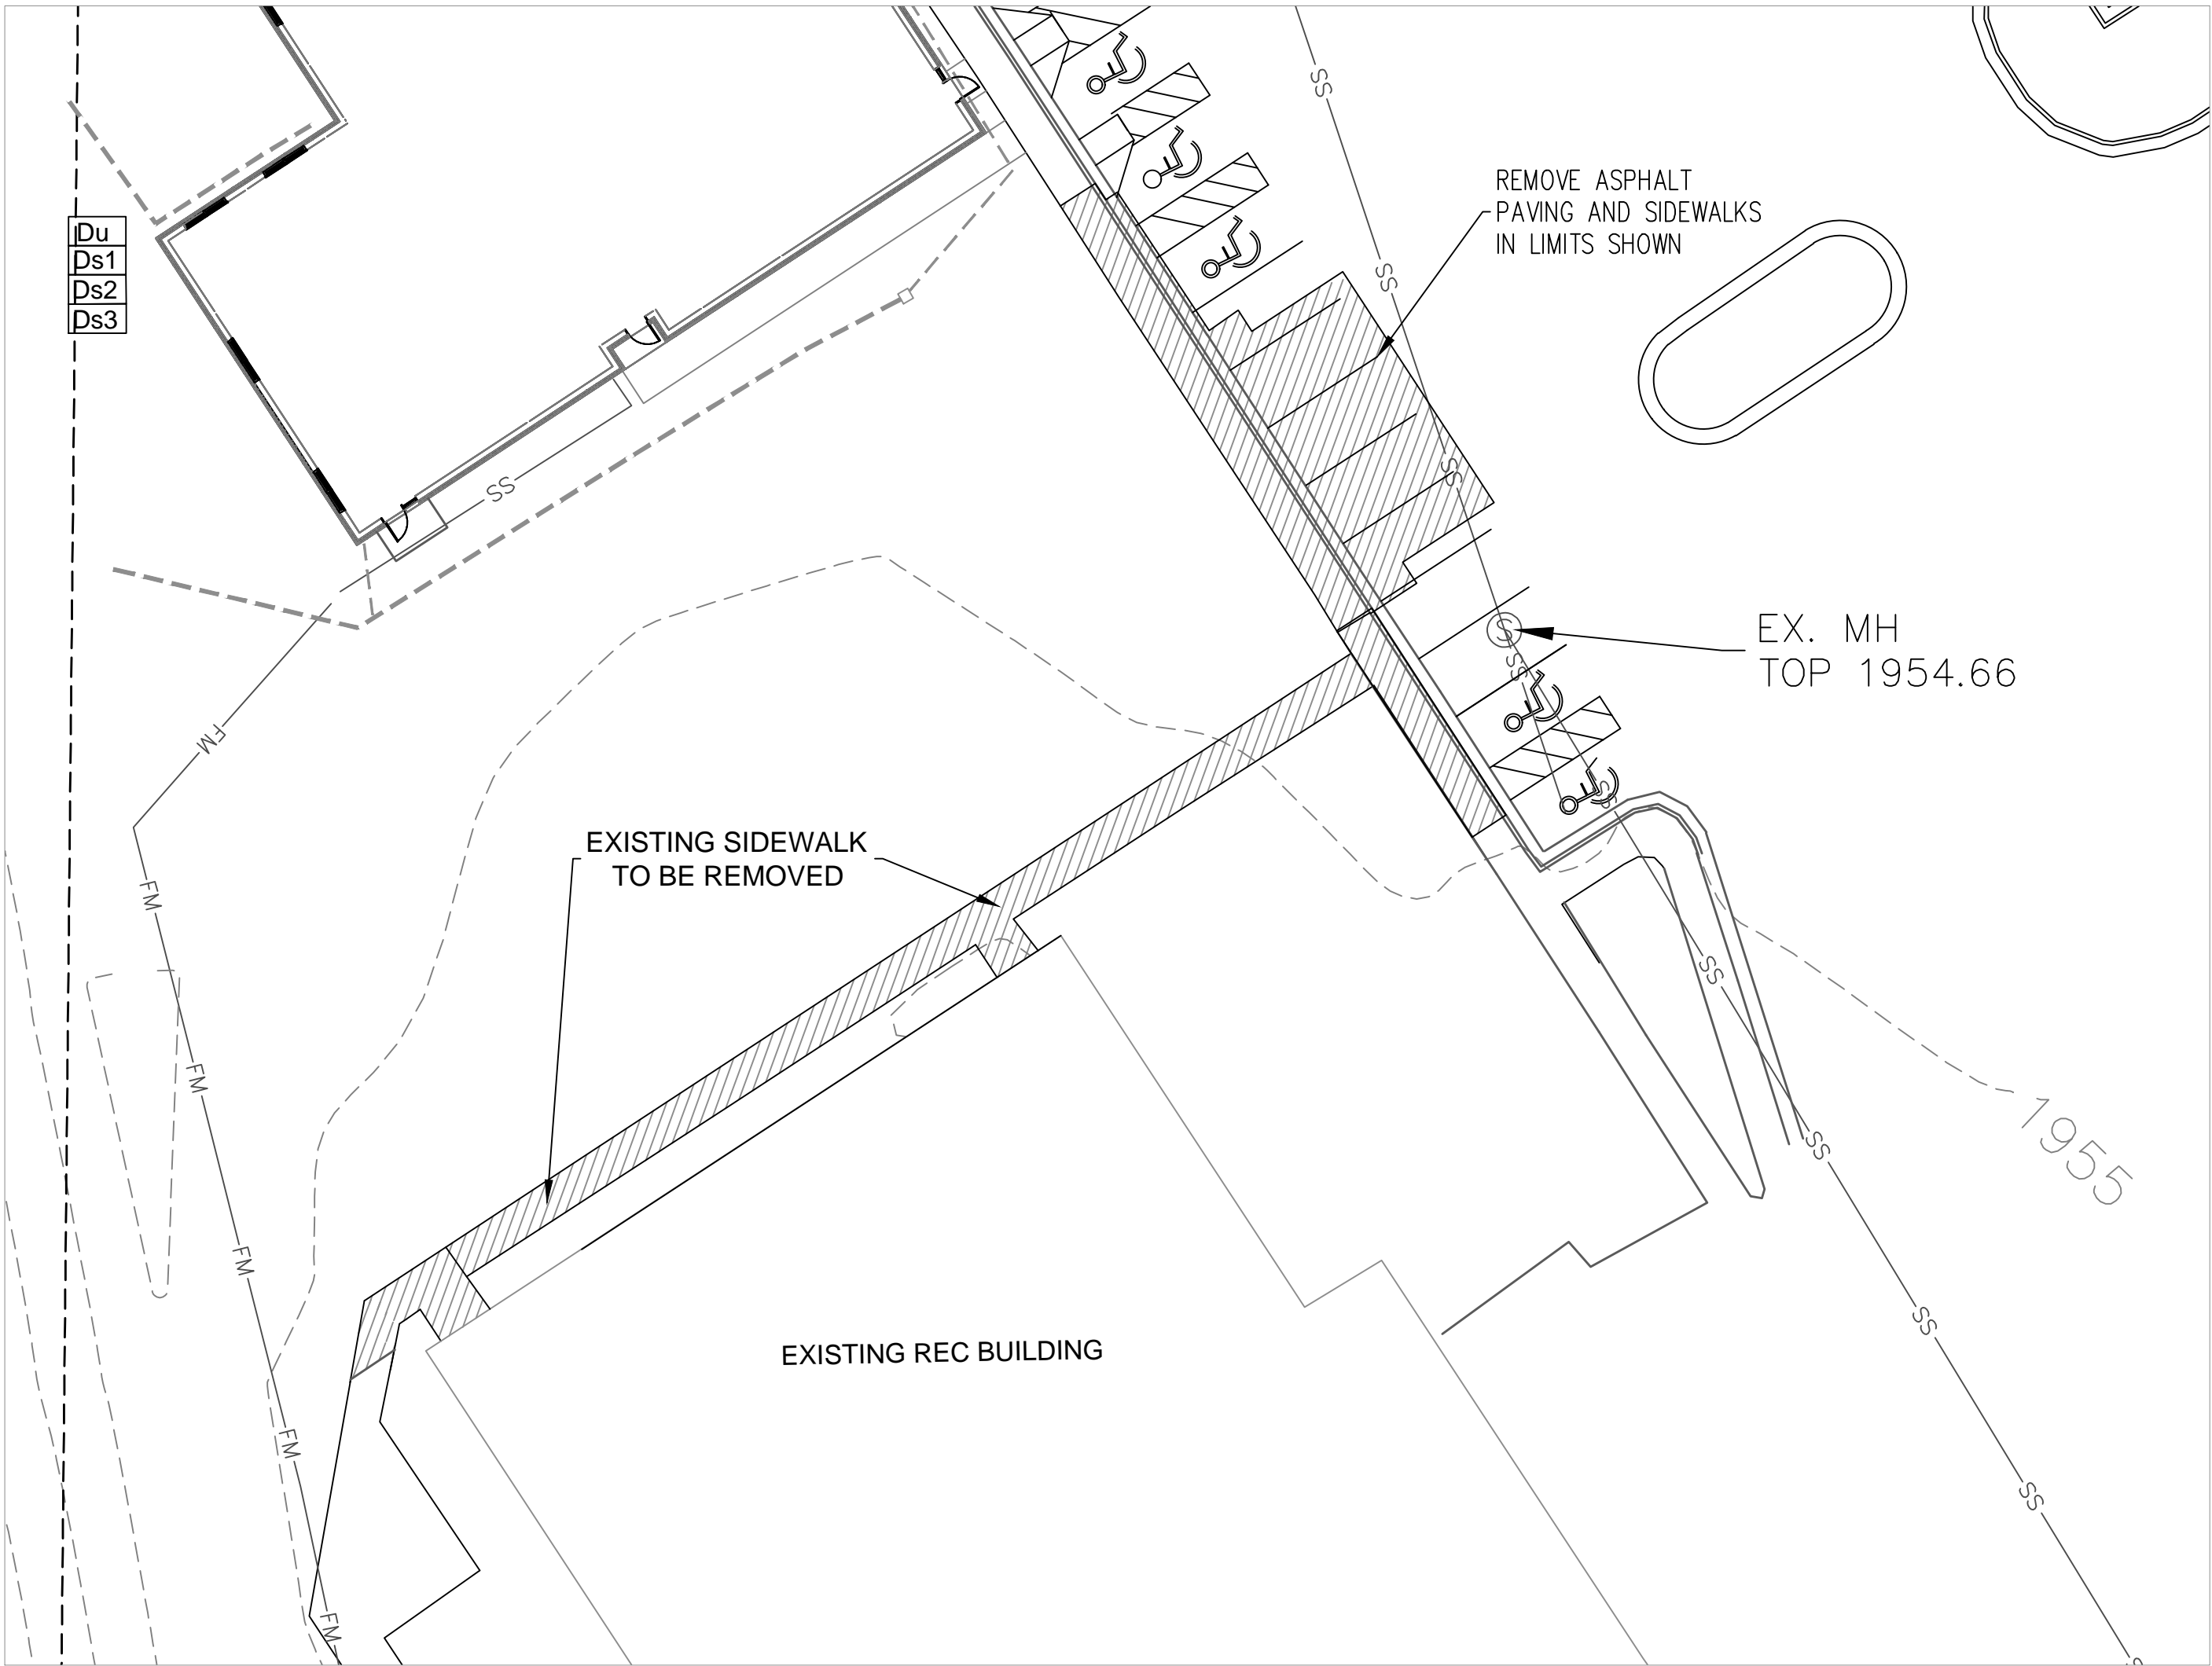 SS
REMOVE ASPHALT
PAVING AND SIDEWALKS
IN LIMITS SHOWN
Du
Ds1
Ds2
Ds3
SS
SS
SS
EX. MH
TOP 1954.66
S
SS
FM
SS
EXISTING SIDEWALK
TO BE REMOVED
FM
SS
FM
1955
SS
FM
SS
EXISTING REC BUILDING
FM
SS
FM